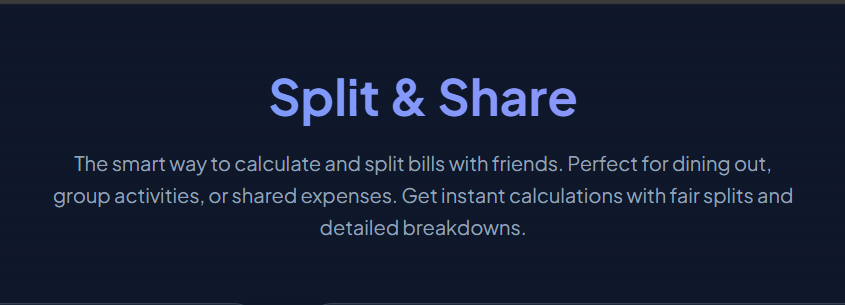 Split & Share
The smart way to calculate and split bills with friends. Perfect for dining out,
group activities, or shared expenses. Get instant calculations with fair splits and
detailed breakdowns.